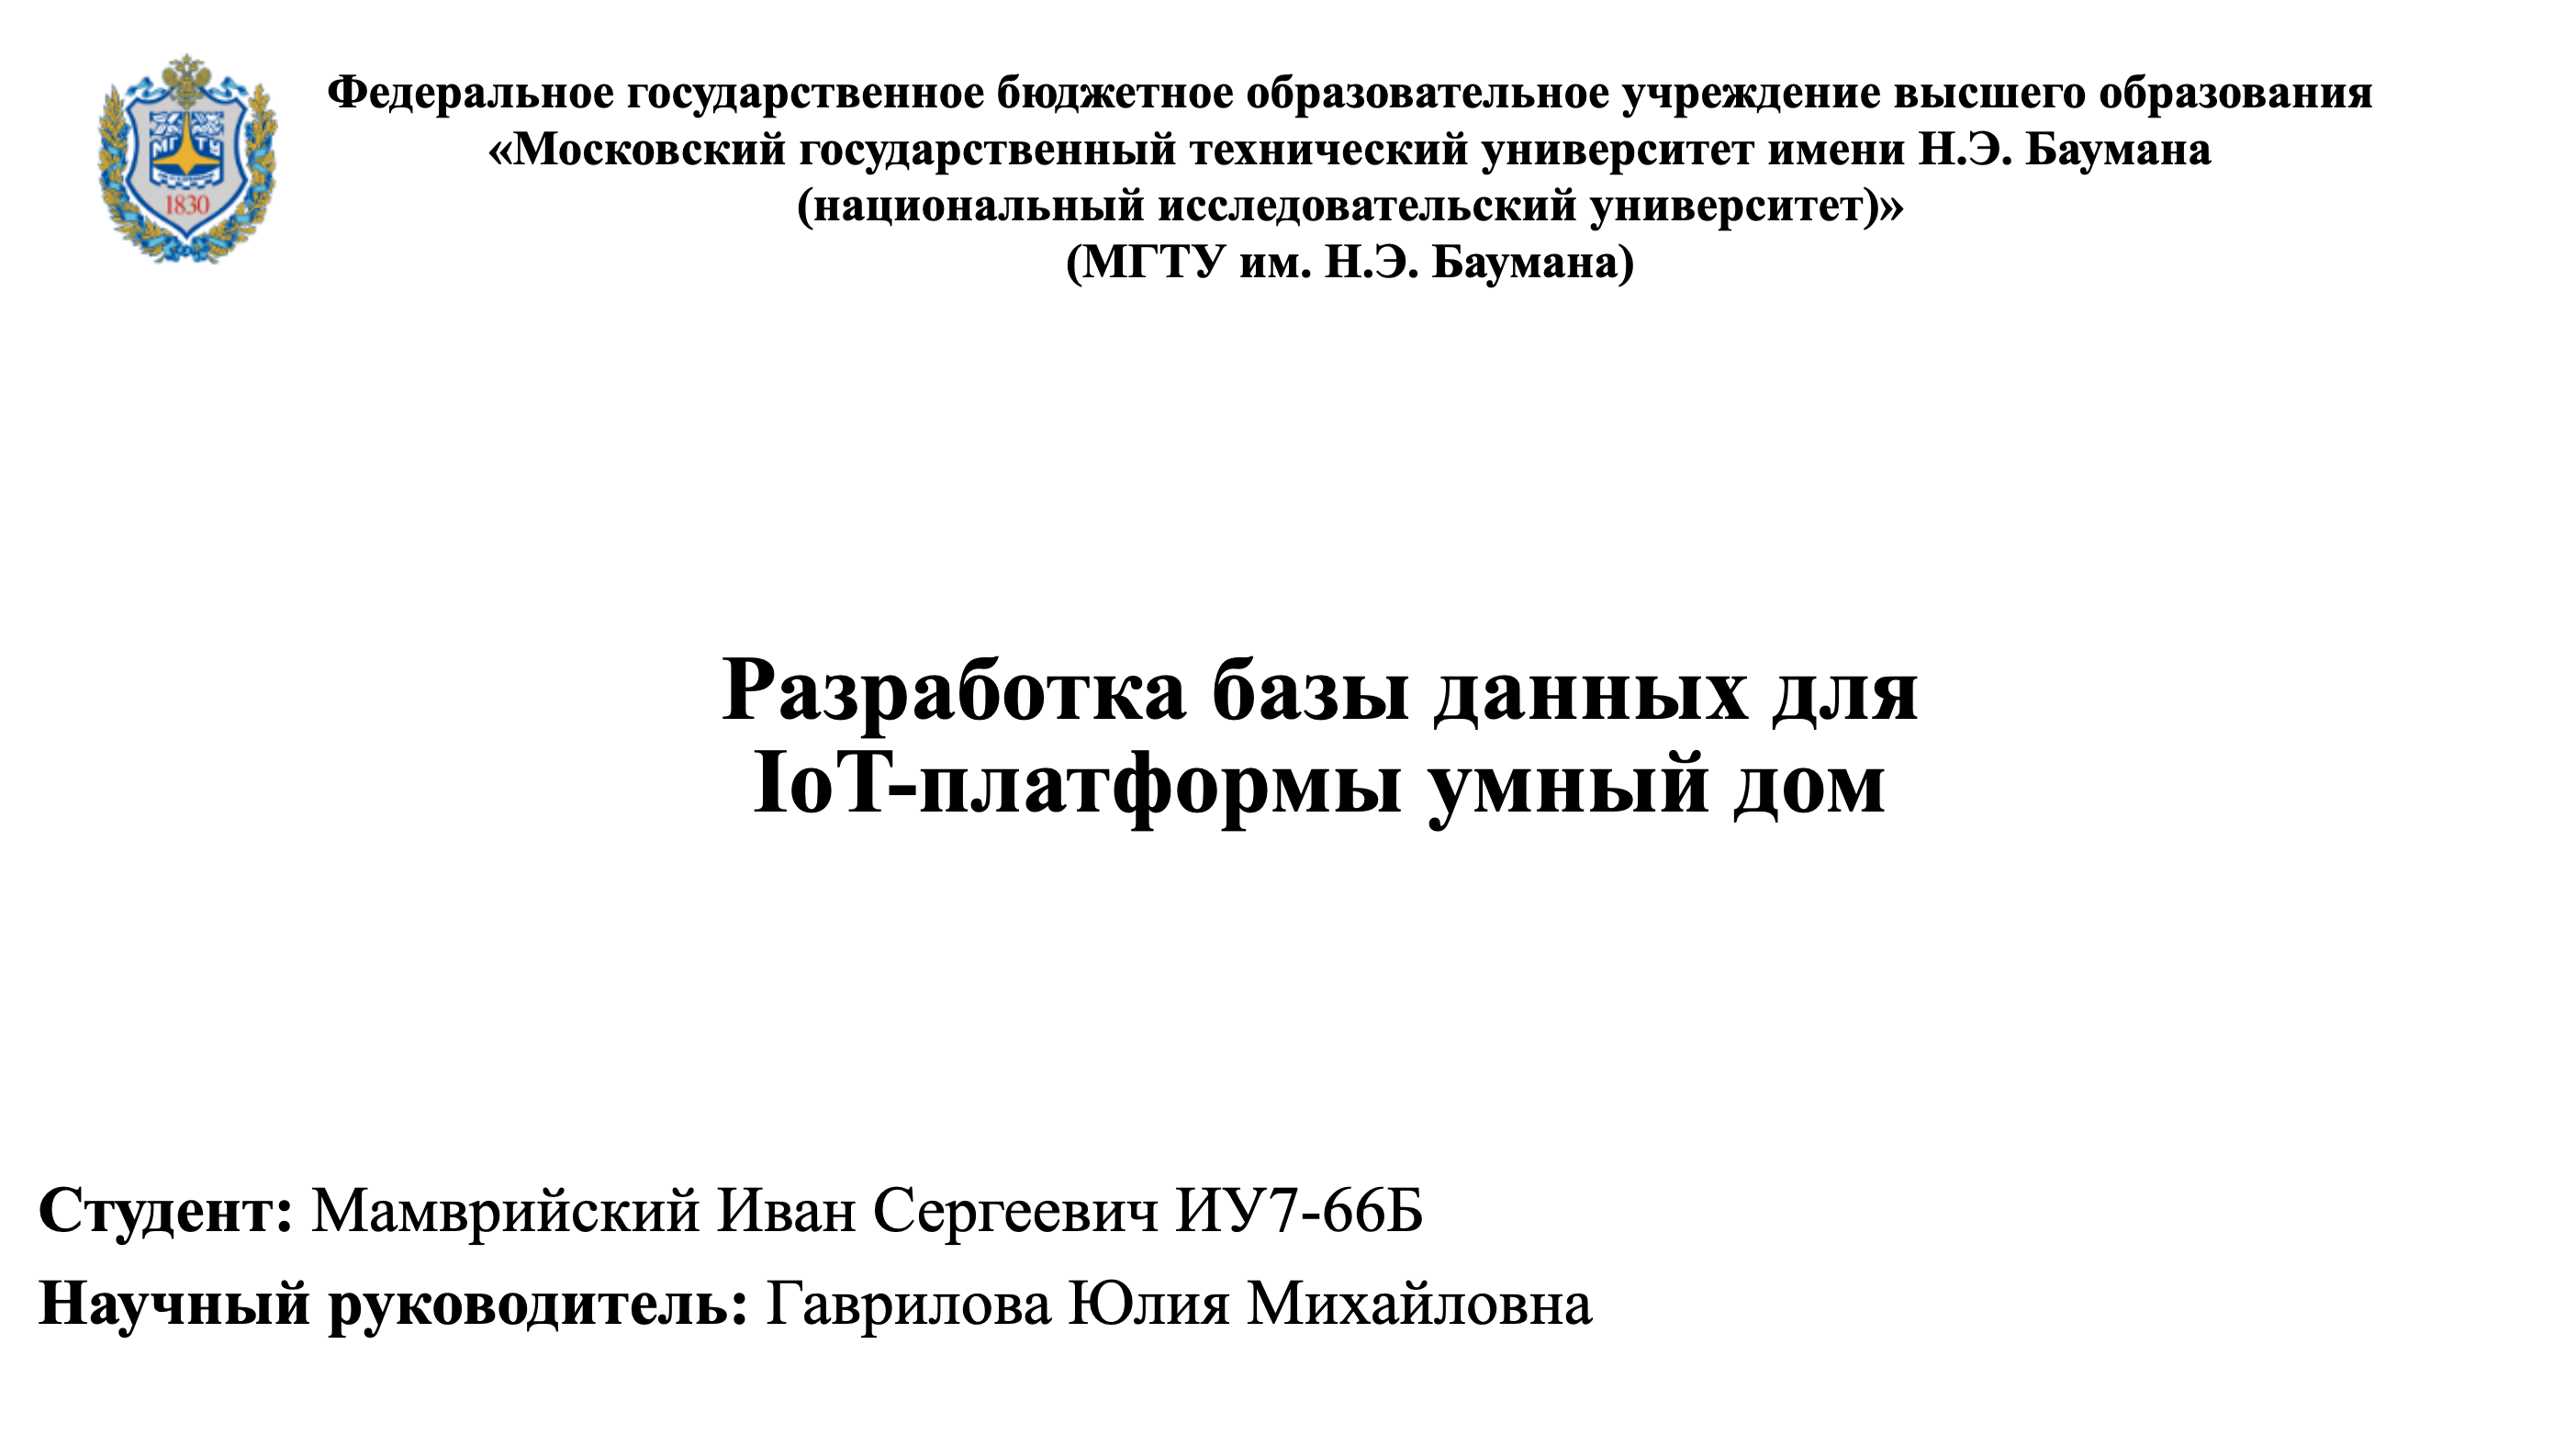 МГТУ
1830
Федеральное государственное бюджетное образовательное учреждение высшего образования
«Московский государственный технический университет имени Н.Э. Баумана
(национальный исследовательский университет)»
(МГТУ им. Н.Э. Баумана)
Разработка базы данных для
IoT-платформы умный дом
Студент: Мамврийский Иван Сергеевич ИУ7-66Б
Научный руководитель: Гаврилова Юлия Михайловна